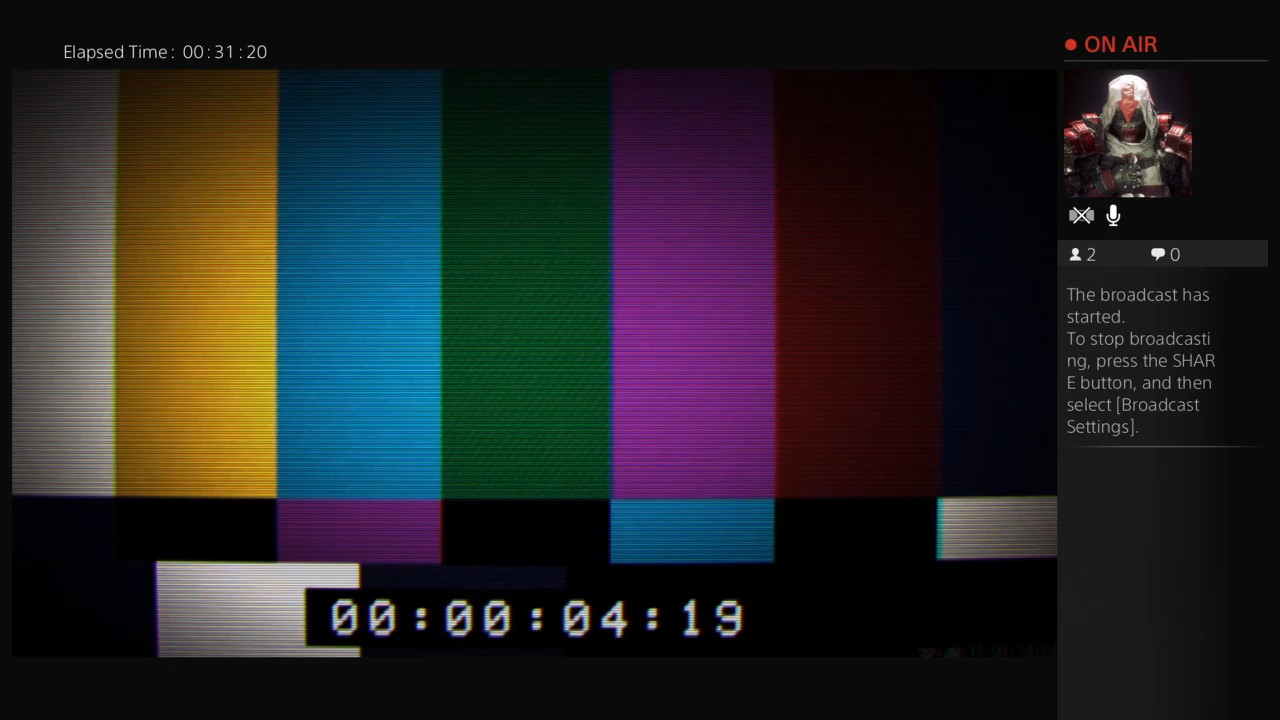 Elapsed Time: 00:31:20
ON AIR
2
0
The broadcast has
started.
To stop broadcasti
ng, press the SHAR
E button, and then
select [Broadcast
Settings].
00:00:04:19